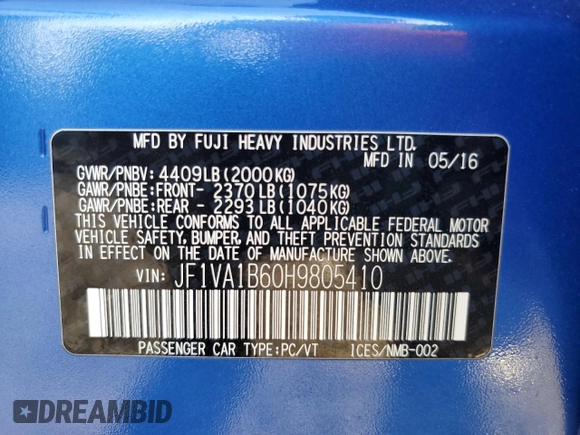 MFD BY FUJI HEAVY INDUSTRIES LTD.
MFD IN 05/16
GVWR/PNBV: 4409LB(2000KG)
GAWR/PNBE:FRONT- 2370LB(1075KG)
GAWR/PNBE:REAR - 2293LB(1040KG)
THIS VEHICLE CONFORMS TO ALL APPLICABLE FEDERAL MOTOR
VEHICLE SAFETY, BUMPER, AND THEFT PREVENTION STANDARDS
IN EFFECT ON THE DATE OF MANUFACTURE SHOWN ABOVE.
VIN: JF1VA1B60H9805410
PASSENGER CAR TYPE:PC/VT ICES/NMB-002
DREAMBID